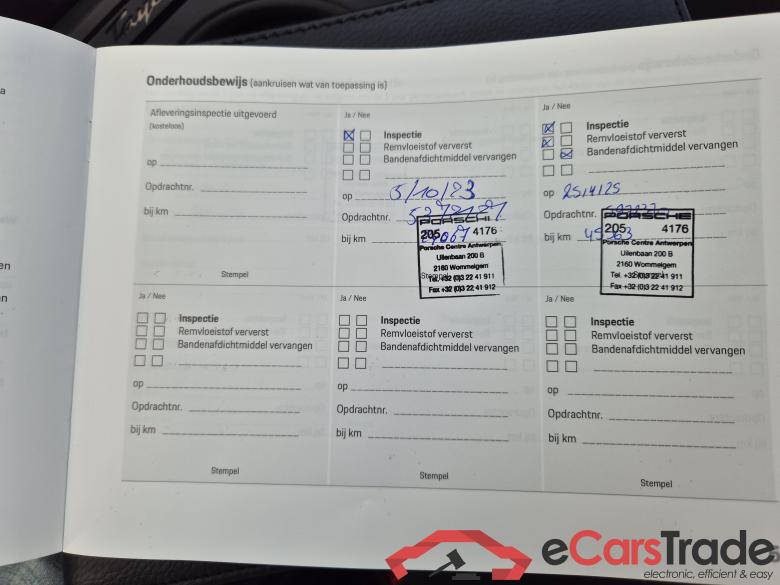 Onderhoudsbewijs (aankruisen wat van toepassing is)
Afleveringsinspectie uitgevoerd
(kosteloos)
op
Opdrachtnr.
bij km
Stempel
Ja / Nee
Inspectie
Remvloeistof ververst
Bandenafdichtmiddel vervangen
op 5/10/23
Opdrachtnr.
bij km
PORSCHE
205 4176
Porsche Centre Antwerpen
Uilenbaan 200 B
2160 Wommelgem
Tel. +32 (0)3 22 41 911
Fax +32 (0)3 22 41 912
Ja / Nee
Inspectie
Remvloeistof ververst
Bandenafdichtmiddel vervangen
op 25/4/25
Opdrachtnr.
bij km
PORSCHE
205 4176
Porsche Centre Antwerpen
Uilenbaan 200 B
2160 Wommelgem
Tel. +32 (0)3 22 41 911
Fax +32 (0)3 22 41 912
Ja / Nee
Inspectie
Remvloeistof ververst
Bandenafdichtmiddel vervangen
op
Opdrachtnr.
bij km
Stempel
Ja / Nee
Inspectie
Remvloeistof ververst
Bandenafdichtmiddel vervangen
op
Opdrachtnr.
bij km
Stempel
Ja / Nee
Inspectie
Remvloeistof ververst
Bandenafdichtmiddel vervangen
op
Opdrachtnr.
bij km
Stempel
eCarsTrade
electronic, efficient & easy